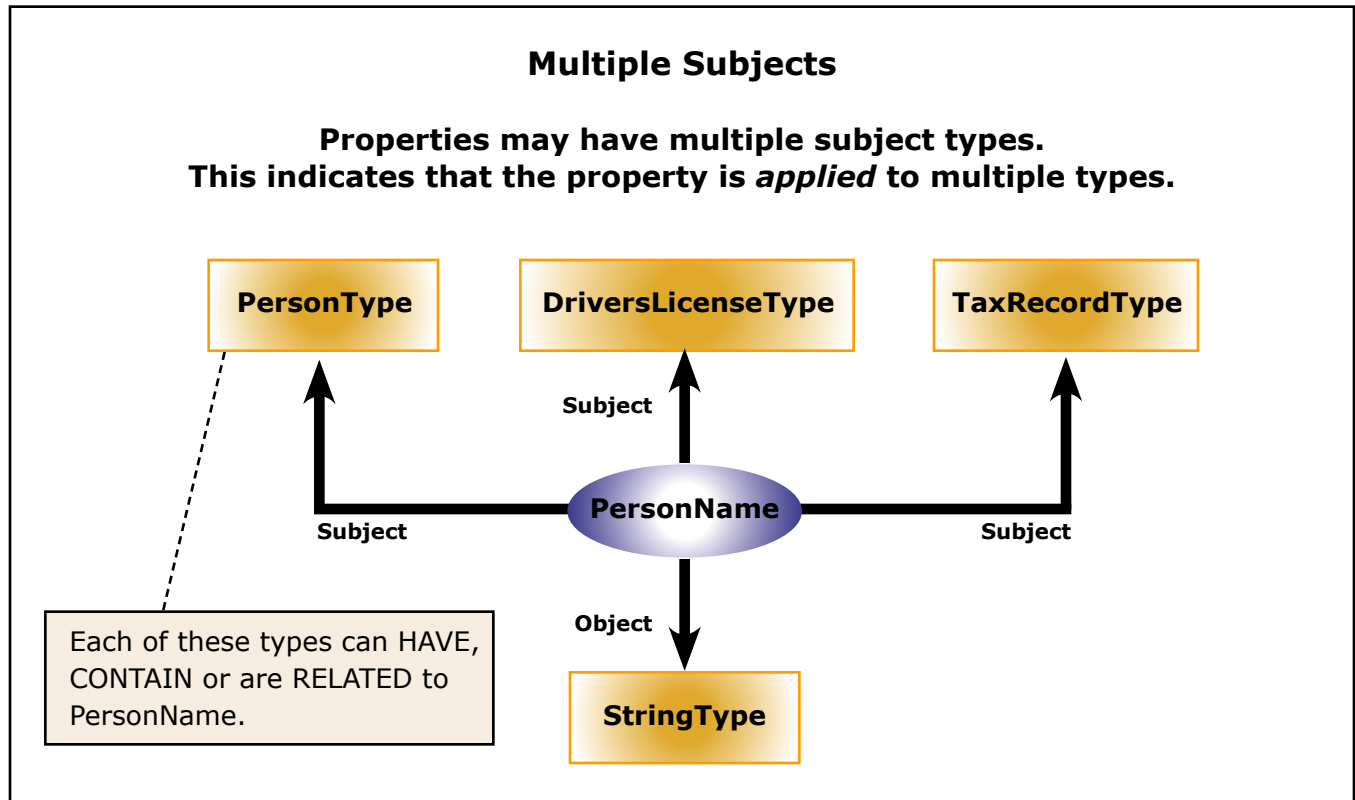 Multiple Subjects
Properties may have multiple subject types.
This indicates that the property is applied to multiple types.
PersonType
DriversLicenseType
TaxRecordType
Subject
PersonName
Subject
Subject
Object
Each of these types can HAVE,
CONTAIN or are RELATED to
PersonName.
StringType